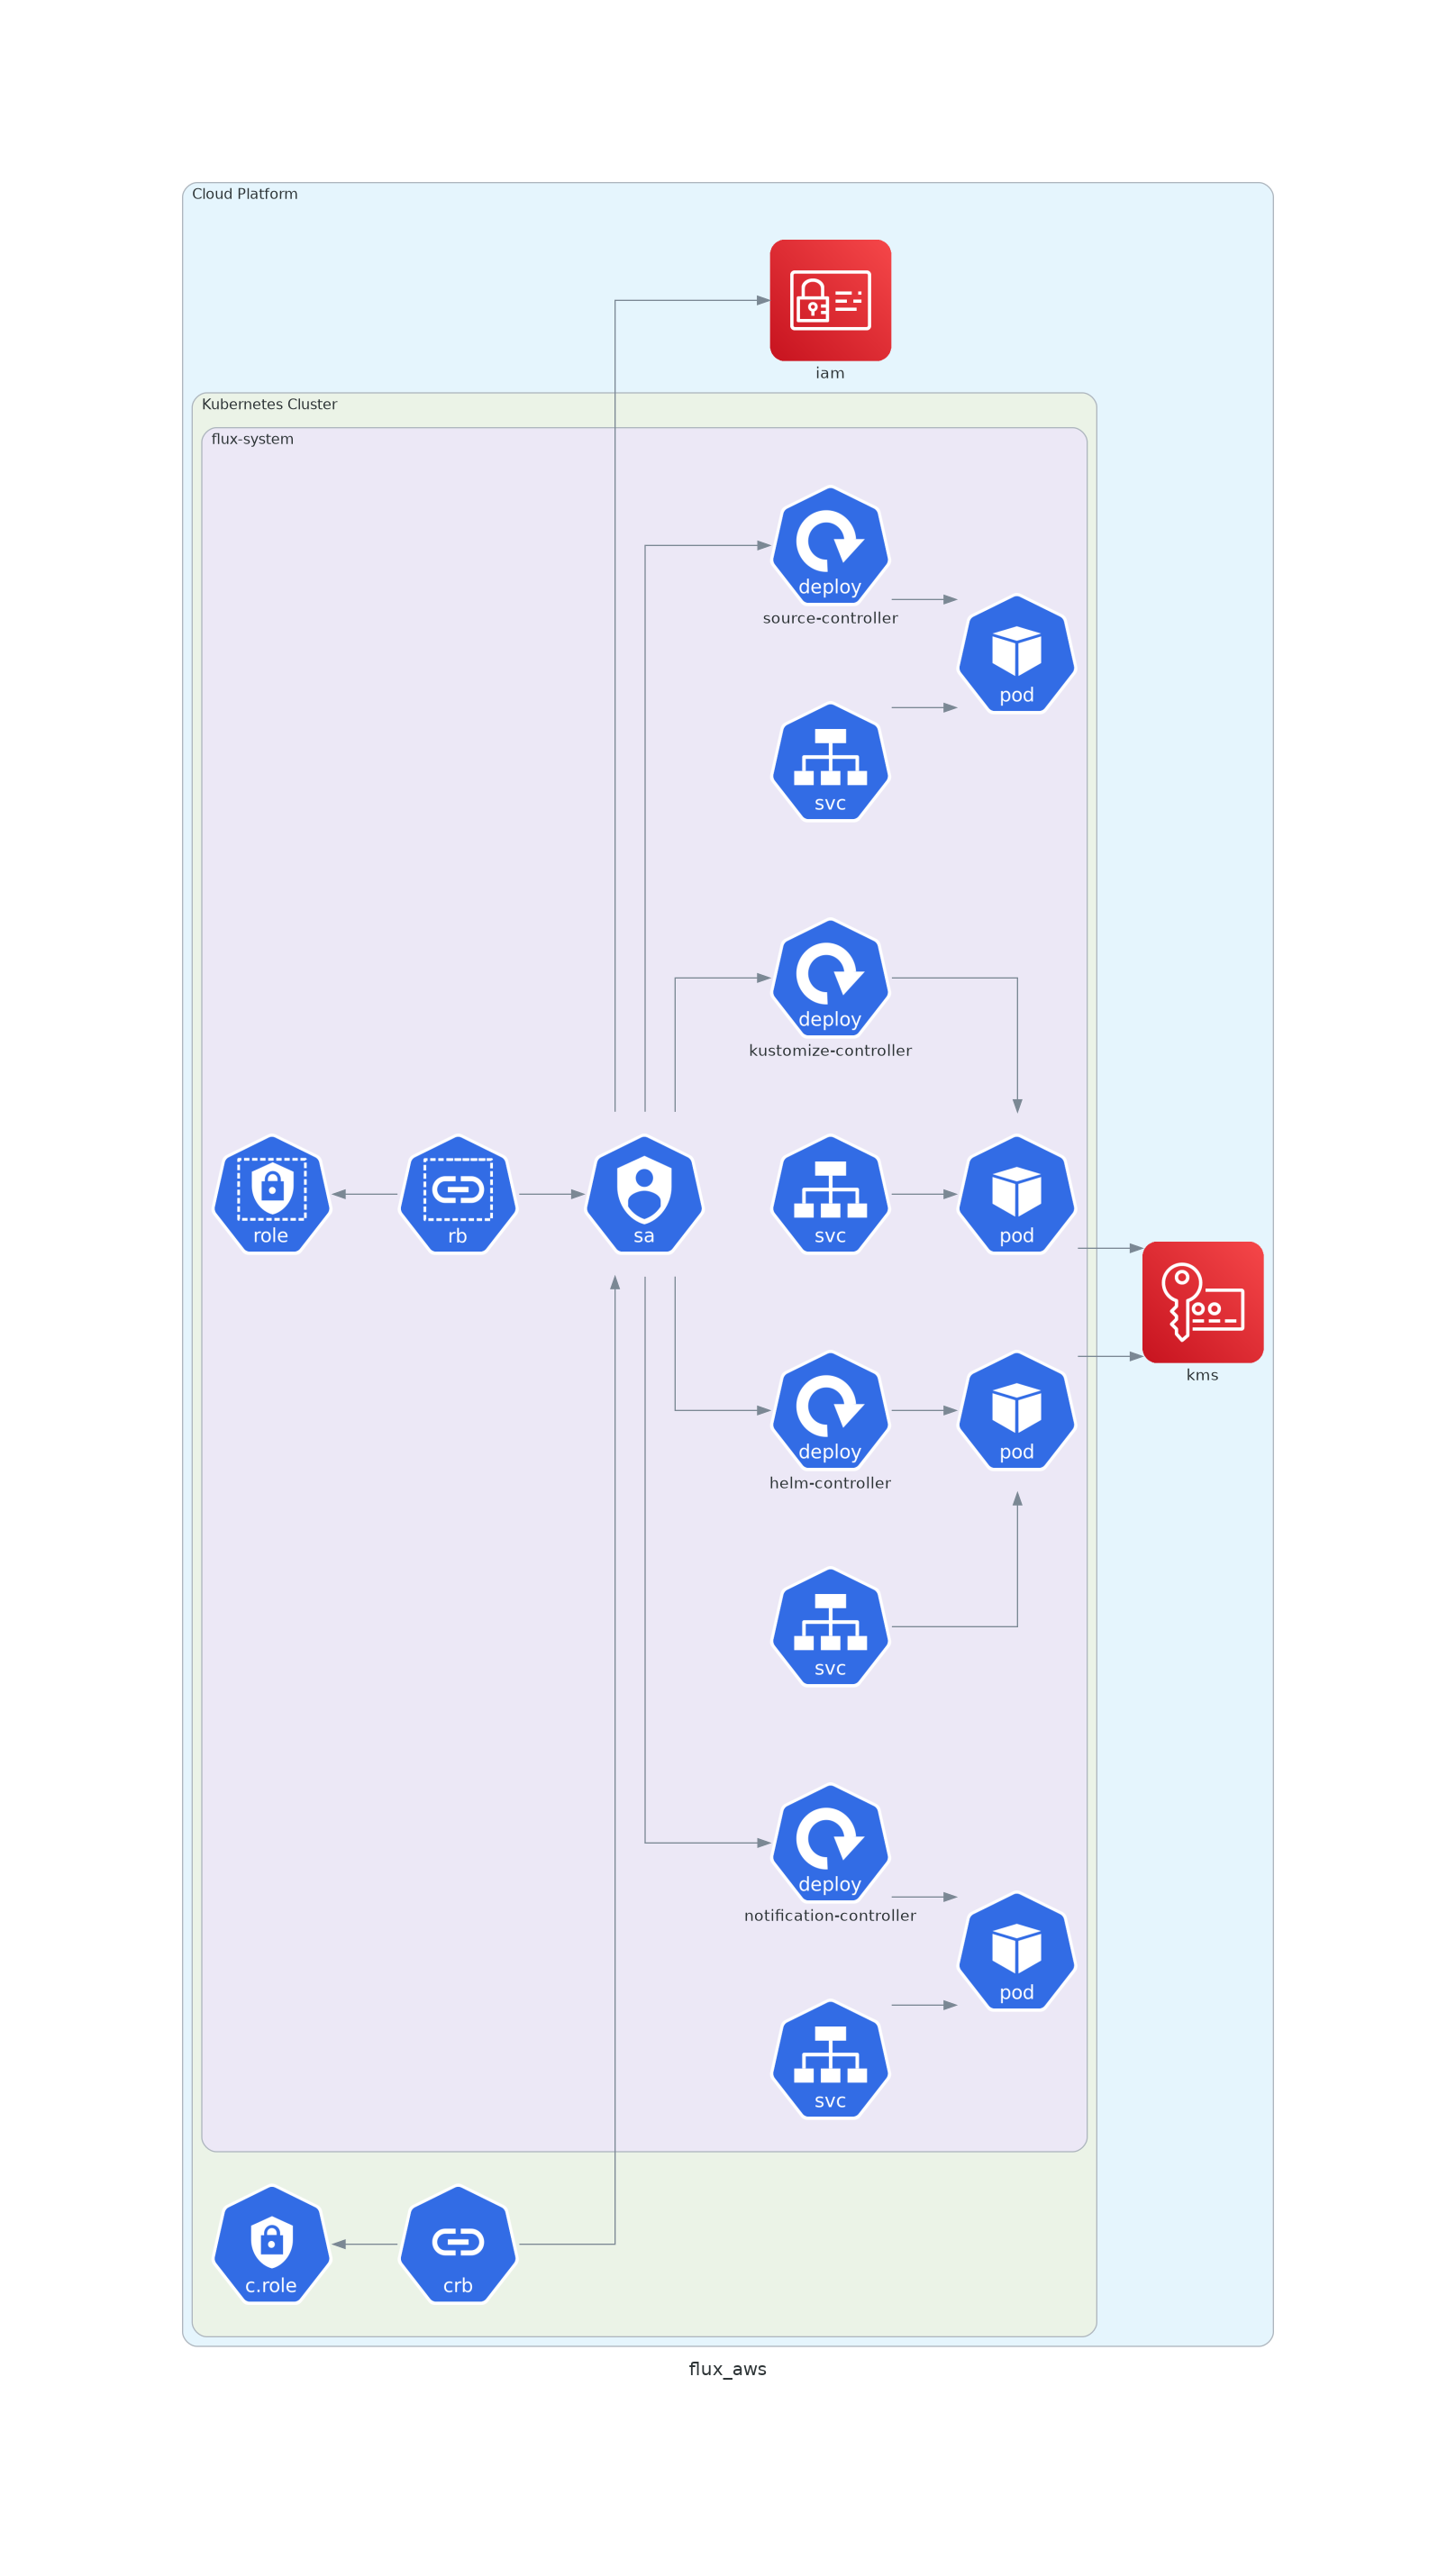 Cloud Platform
iam
Kubernetes Cluster
flux-system
deploy
source-controller
pod
svc
deploy
kustomize-controller
role
rb
sa
svc
pod
kms
deploy
pod
helm-controller
svc
deploy
notification-controller
pod
svc
c.role
crb
flux_aws